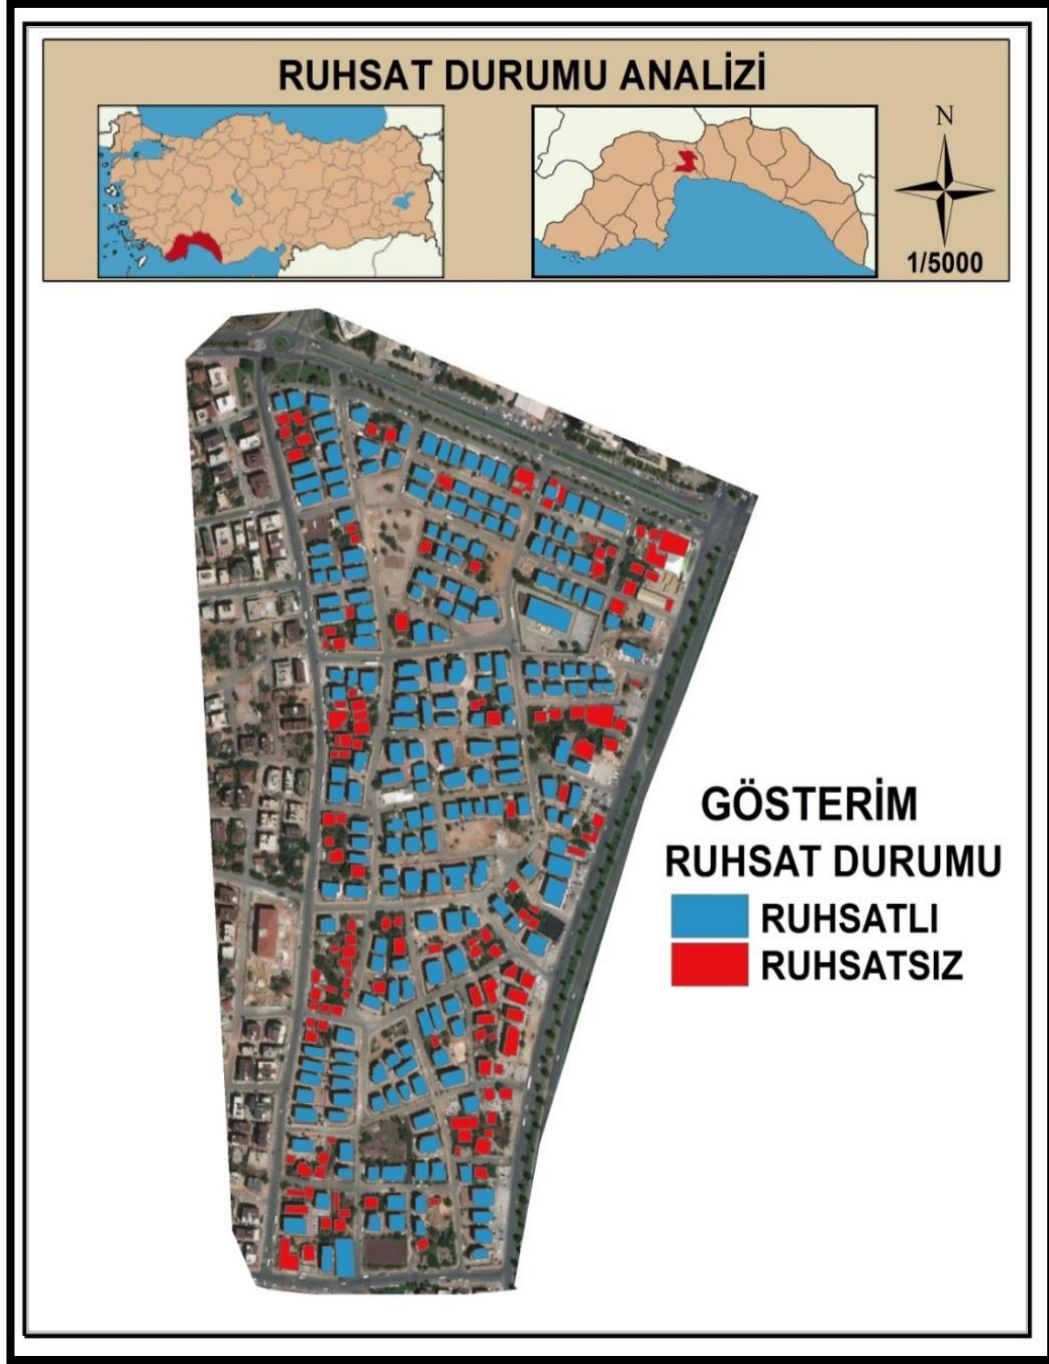 RUHSAT DURUMU ANALİZİ
N
1/5000
GÖSTERİM
RUHSAT DURUMU
RUHSATLI
RUHSATSIZ